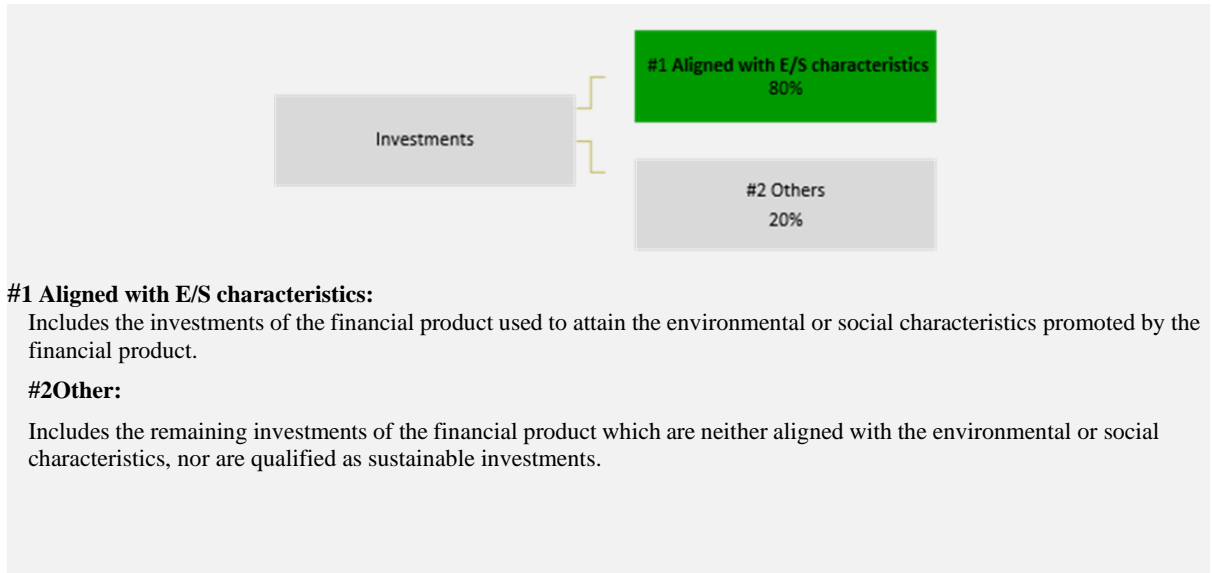 #1 Aligned with E/S characteristics
80%
Investments
#2 Others
20%
#1 Aligned with E/S characteristics:
Includes the investments of the financial product used to attain the environmental or social characteristics promoted by the
financial product.
#2Other:
Includes the remaining investments of the financial product which are neither aligned with the environmental or social
characteristics, nor are qualified as sustainable investments.